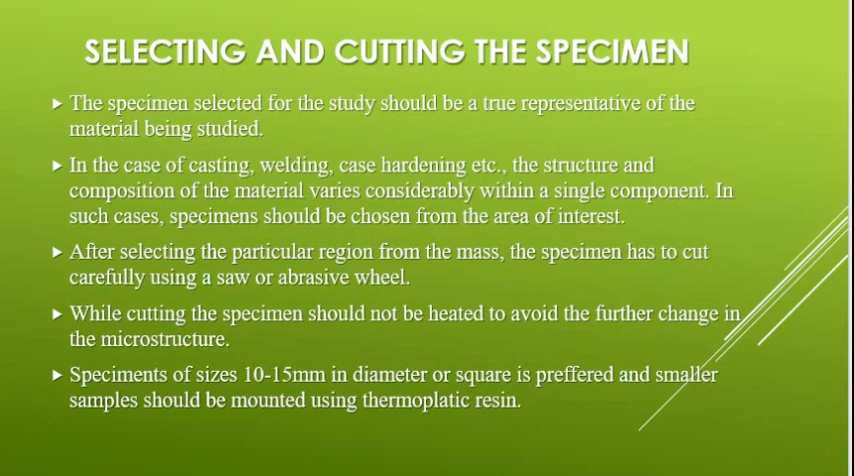 SELECTING AND CUTTING THE SPECIMEN
The specimen selected for the study should be a true representative of the
material being studied.
In the case of casting, welding, case hardening etc., the structure and
composition of the material varies considerably within a single component. In
such cases, specimens should be chosen from the area of interest.
After selecting the particular region from the mass, the specimen has to cut
carefully using a saw or abrasive wheel.
While cutting the specimen should not be heated to avoid the further change in
the microstructure.
Speciments of sizes 10-15mm in diameter or square is preffered and smaller
samples should be mounted using thermoplatic resin.